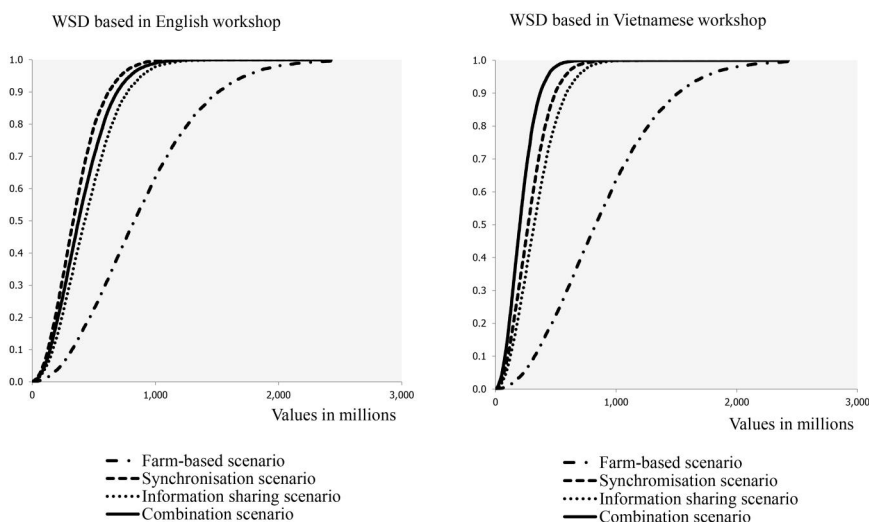 WSD based in English workshop
1.0
0.9
0.8
0.7
0.6
0.5
0.4
0.3
0.2
0.1
0.0
0
1,000
2,000
3,000
Values in millions
Farm-based scenario
Synchronisation scenario
Information sharing scenario
Combination scenario
WSD based in Vietnamese workshop
1.0
0.9
0.8
0.7
0.6
0.5
0.4
0.3
0.2
0.1
0.0
0
1,000
2,000
3,000
Values in millions
Farm-based scenario
Synchromisation scenario
Information sharing scenario
Combination scenario